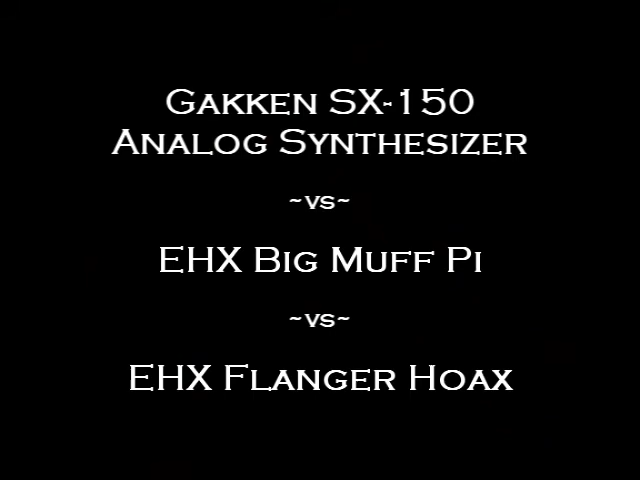 Gakken SX-150
Analog Synthesizer
~vs~
EHX Big Muff Pi
~vs~
EHX Flanger Hoax